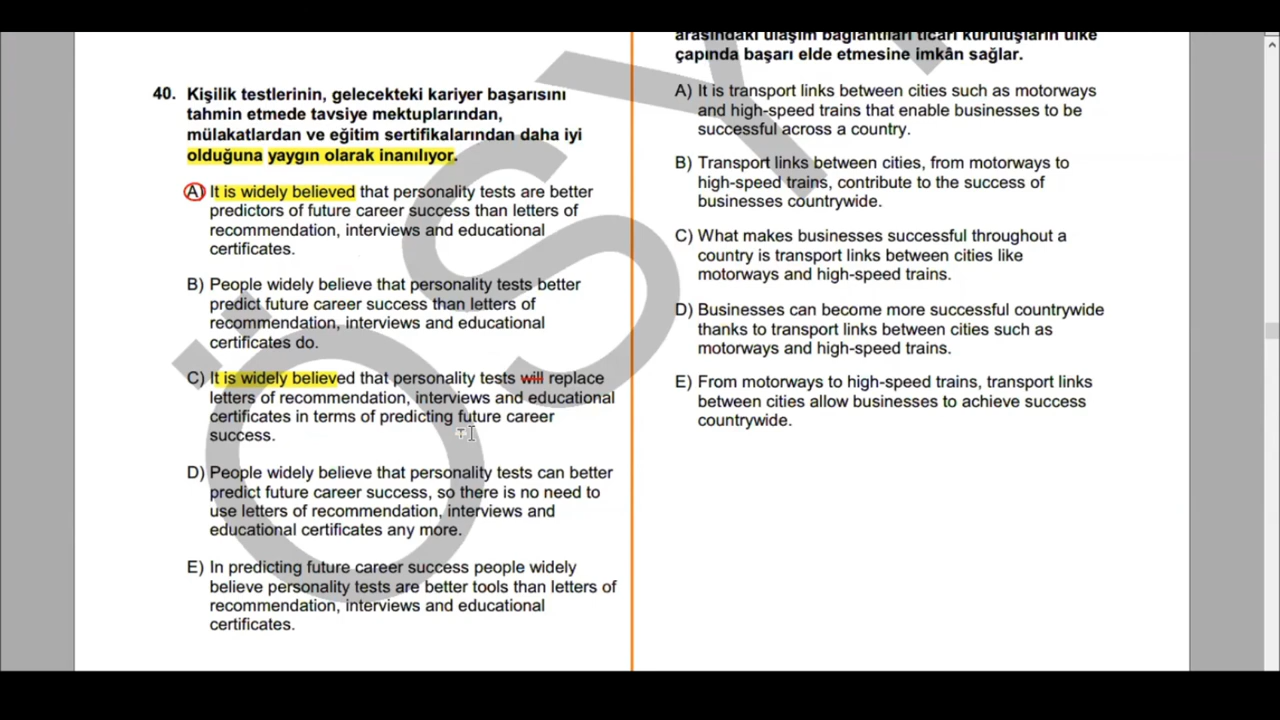 40. Kişilik testlerinin, gelecekteki kariyer başarısını
tahmin etmede tavsiye mektuplarından,
mülakatlardan ve eğitim sertifikalarından daha iyi
olduğuna yaygın olarak inanılıyor.
A) It is widely believed that personality tests are better
predictors of future career success than letters of
recommendation, interviews and educational
certificates.
B) People widely believe that personality tests better
predict future career success than letters of
recommendation, interviews and educational
certificates do.
C) It is widely believed that personality tests will replace
letters of recommendation, interviews and educational
certificates in terms of predicting future career
success.
D) People widely believe that personality tests can better
predict future career success, so there is no need to
use letters of recommendation, interviews and
educational certificates any more.
E) In predicting future career success people widely
believe personality tests are better tools than letters of
recommendation, interviews and educational
certificates.
arasındaki ulaşım bağlantıları ticari kuruluşların ülke
çapında başarı elde etmesine imkân sağlar.
A) It is transport links between cities such as motorways
and high-speed trains that enable businesses to be
successful across a country.
B) Transport links between cities, from motorways to
high-speed trains, contribute to the success of
businesses countrywide.
C) What makes businesses successful throughout a
country is transport links between cities like
motorways and high-speed trains.
D) Businesses can become more successful countrywide
thanks to transport links between cities such as
motorways and high-speed trains.
E) From motorways to high-speed trains, transport links
between cities allow businesses to achieve success
countrywide.
ÖSY